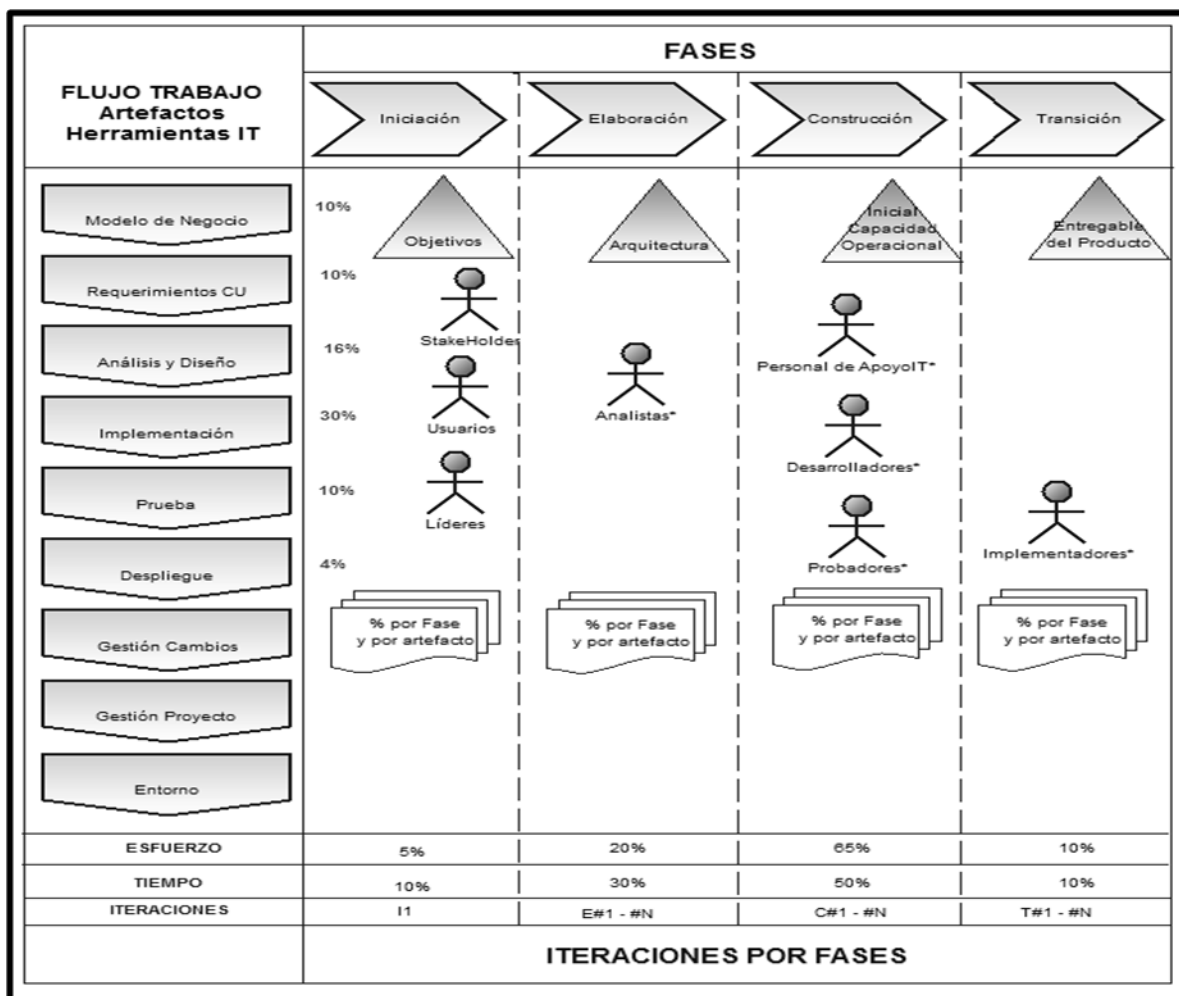 FASES
FLUJO TRABAJO
Artefactos
Herramientas IT
Iniciación
Elaboración
Construcción
Transición
Modelo de Negocio
10%
Objetivos
Arquitectura
Inicial
Capacidad
Operacional
Entregable
del Producto
Requerimientos CU
10%
StakeHolder
Análisis y Diseño
16%
Personal de ApoyoIT*
Implementación
30%
Usuarios
Analistas*
Desarrolladores*
Prueba
10%
Líderes
Despliegue
4%
Probadores*
Implementadores*
Gestión Cambios
% por Fase
y por artefacto
% por Fase
y por artefacto
% por Fase
y por artefacto
% por Fase
y por artefacto
Gestión Proyecto
Entorno
ESFUERZO
5%
20%
65%
10%
TIEMPO
10%
30%
50%
10%
ITERACIONES
I1
E#1 - #N
C#1 - #N
T#1 - #N
ITERACIONES POR FASES